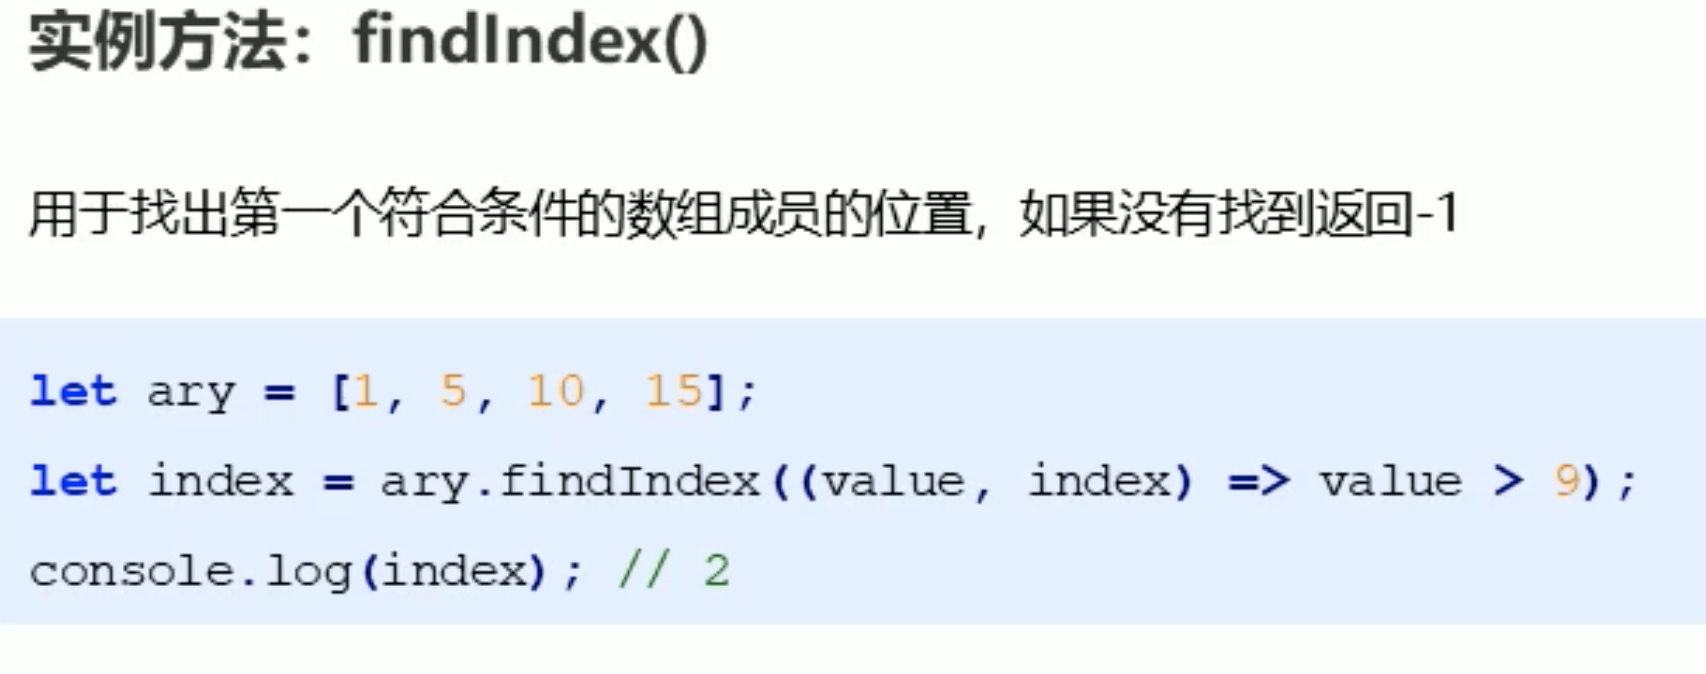 实例方法：findIndex()
用于找出第一个符合条件的数组成员的位置，如果没有找到返回-1
let ary = [1, 5, 10, 15];
let index = ary.findIndex((value, index) => value > 9);
console.log(index); // 2